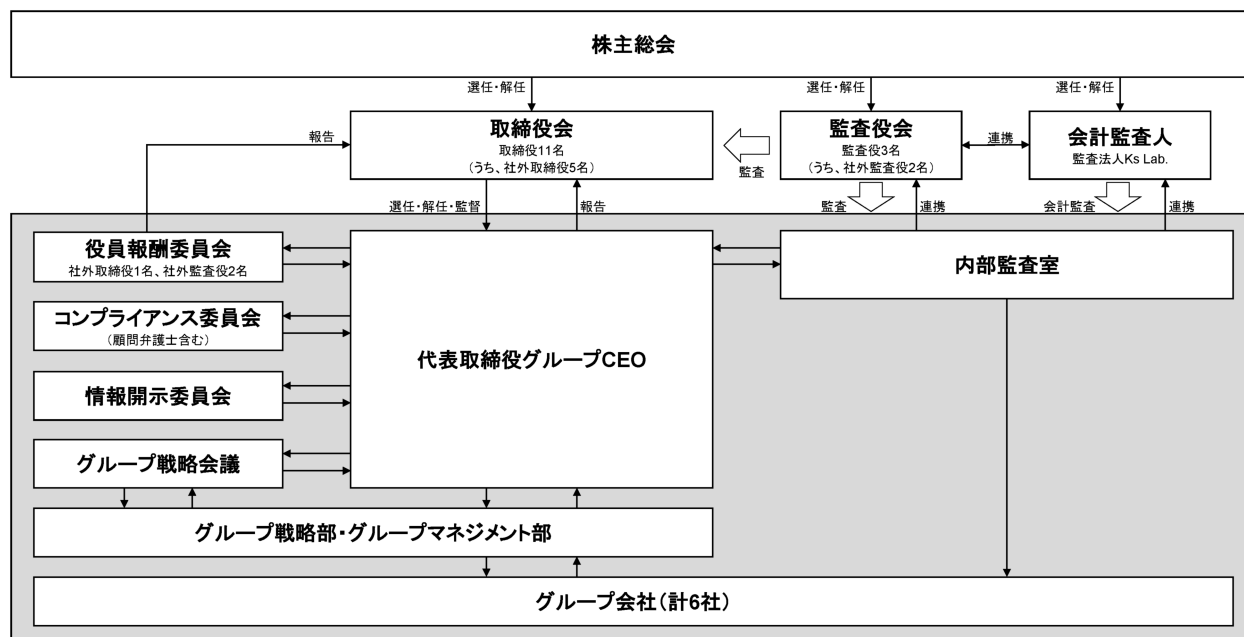 株主総会
選任・解任
選任・解任
選任・解任
取締役会
取締役11名
(うち、社外取締役5名)
監査
監査役会
監査役3名
(うち、社外監査役2名)
連携
会計監査人
監査法人Ks Lab.
報告
選任・解任・監督
報告
監査
連携
会計監査
連携
役員報酬委員会
社外取締役1名、社外監査役2名
コンプライアンス委員会
(顧問弁護士含む)
情報開示委員会
グループ戦略会議
代表取締役グループCEO
内部監査室
グループ戦略部・グループマネジメント部
グループ会社(計6社)